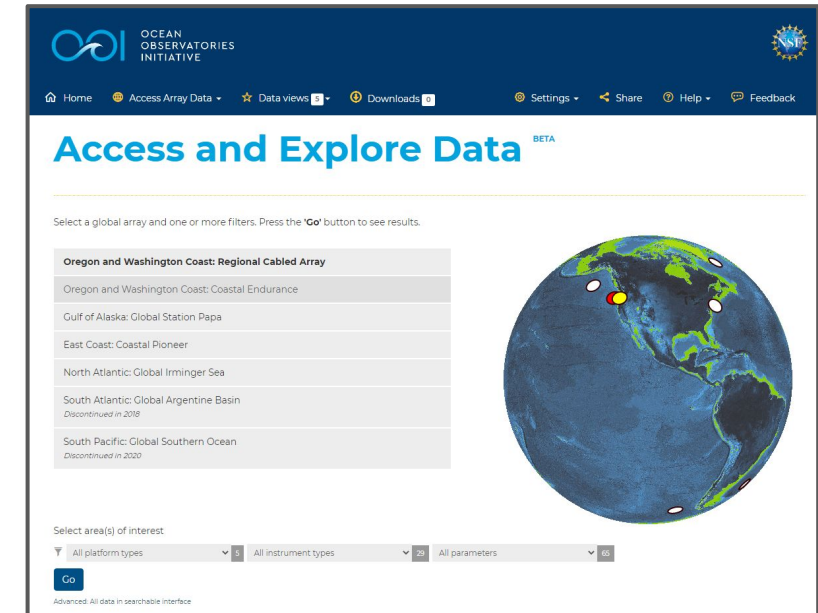 OCEAN
OBSERVATORIES
INITIATIVE
NSF
Home Access Array Data Data views 5 Downloads 0 Settings Share Help Feedback
Access and Explore Data BETA
Select a global array and one or more filters. Press the 'Go' button to see results.
Oregon and Washington Coast: Regional Cabled Array
Oregon and Washington Coast: Coastal Endurance
Gulf of Alaska: Global Station Papa
East Coast: Coastal Pioneer
North Atlantic: Global Irminger Sea
South Atlantic: Global Argentine Basin
Discontinued in 2018
South Pacific: Global Southern Ocean
Discontinued in 2020
Select area(s) of interest
All platform types 5 All instrument types 29 All parameters 65
Go
Advanced: All data in searchable interface